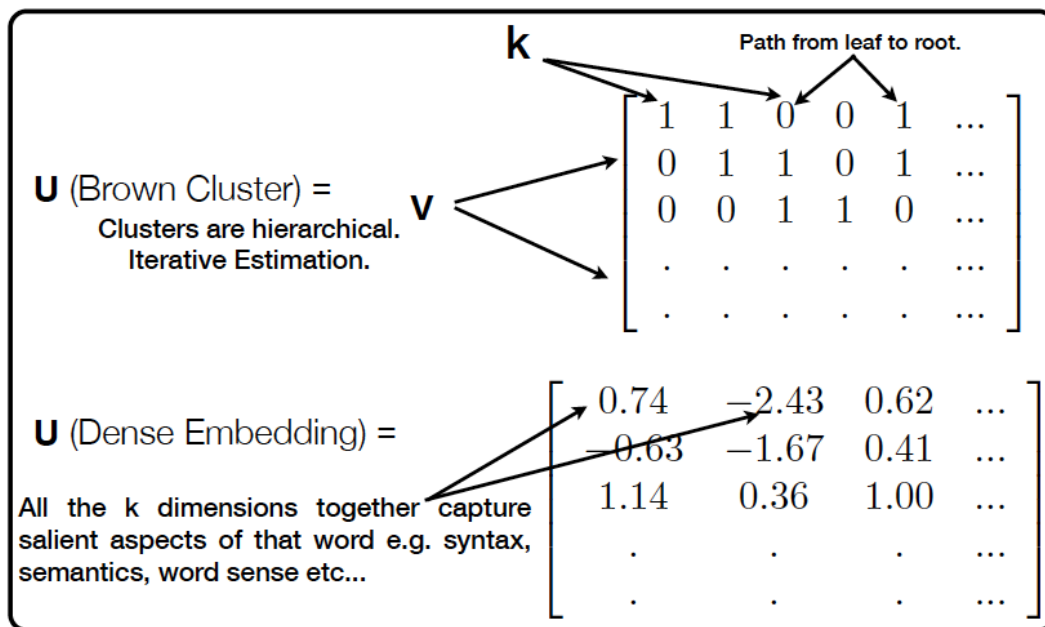 k
Path from leaf to root.
1 1 0 0 1 ...
0 1 1 0 1 ...
U (Brown Cluster) =
v
0 0 1 1 0 ...
Clusters are hierarchical.
Iterative Estimation.
. . . . . ...
. . . . . ...
0.74 −2.43 0.62 ...
U (Dense Embedding) =
−0.63 −1.67 0.41 ...
1.14 0.36 1.00 ...
All the k dimensions together capture
salient aspects of that word e.g. syntax,
semantics, word sense etc...
. . . ...
. . . ...